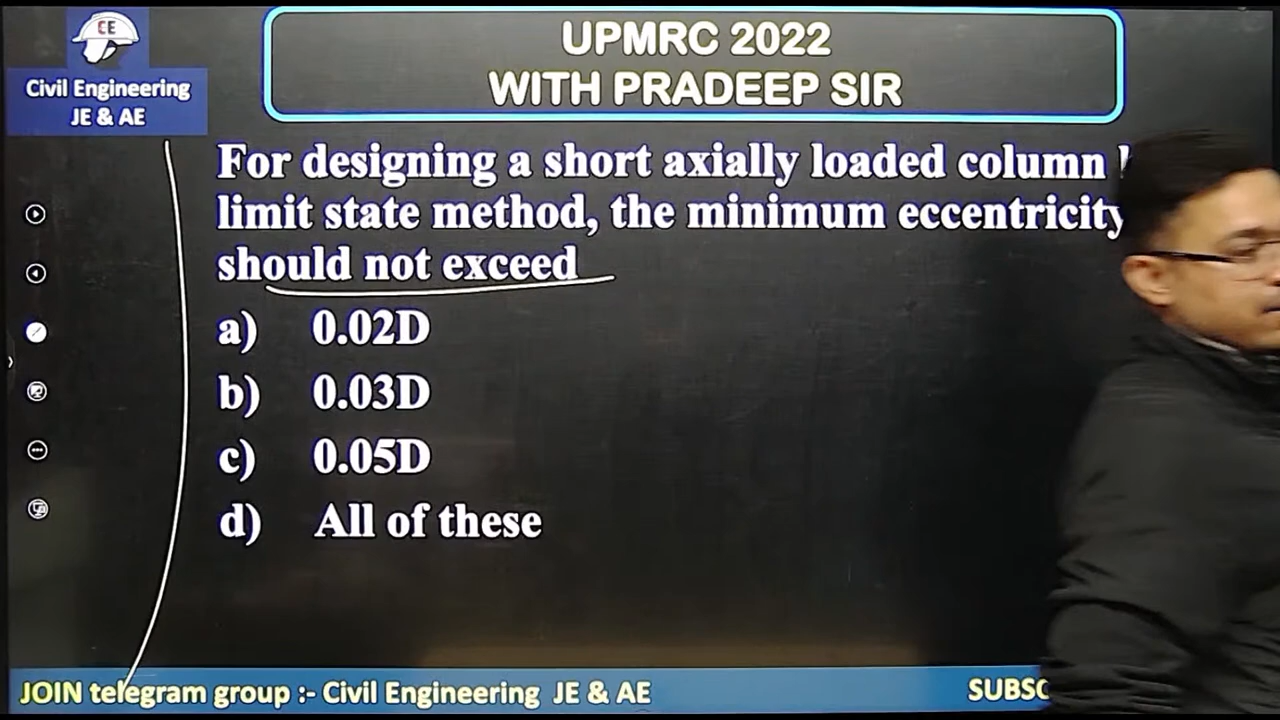 CE
Civil Engineering
JE & AE
UPMRC 2022
WITH PRADEEP SIR
For designing a short axially loaded column
limit state method, the minimum eccentricity
should not exceed
a) 0.02D
b) 0.03D
c) 0.05D
d) All of these
JOIN telegram group :- Civil Engineering JE & AE
SUBSC